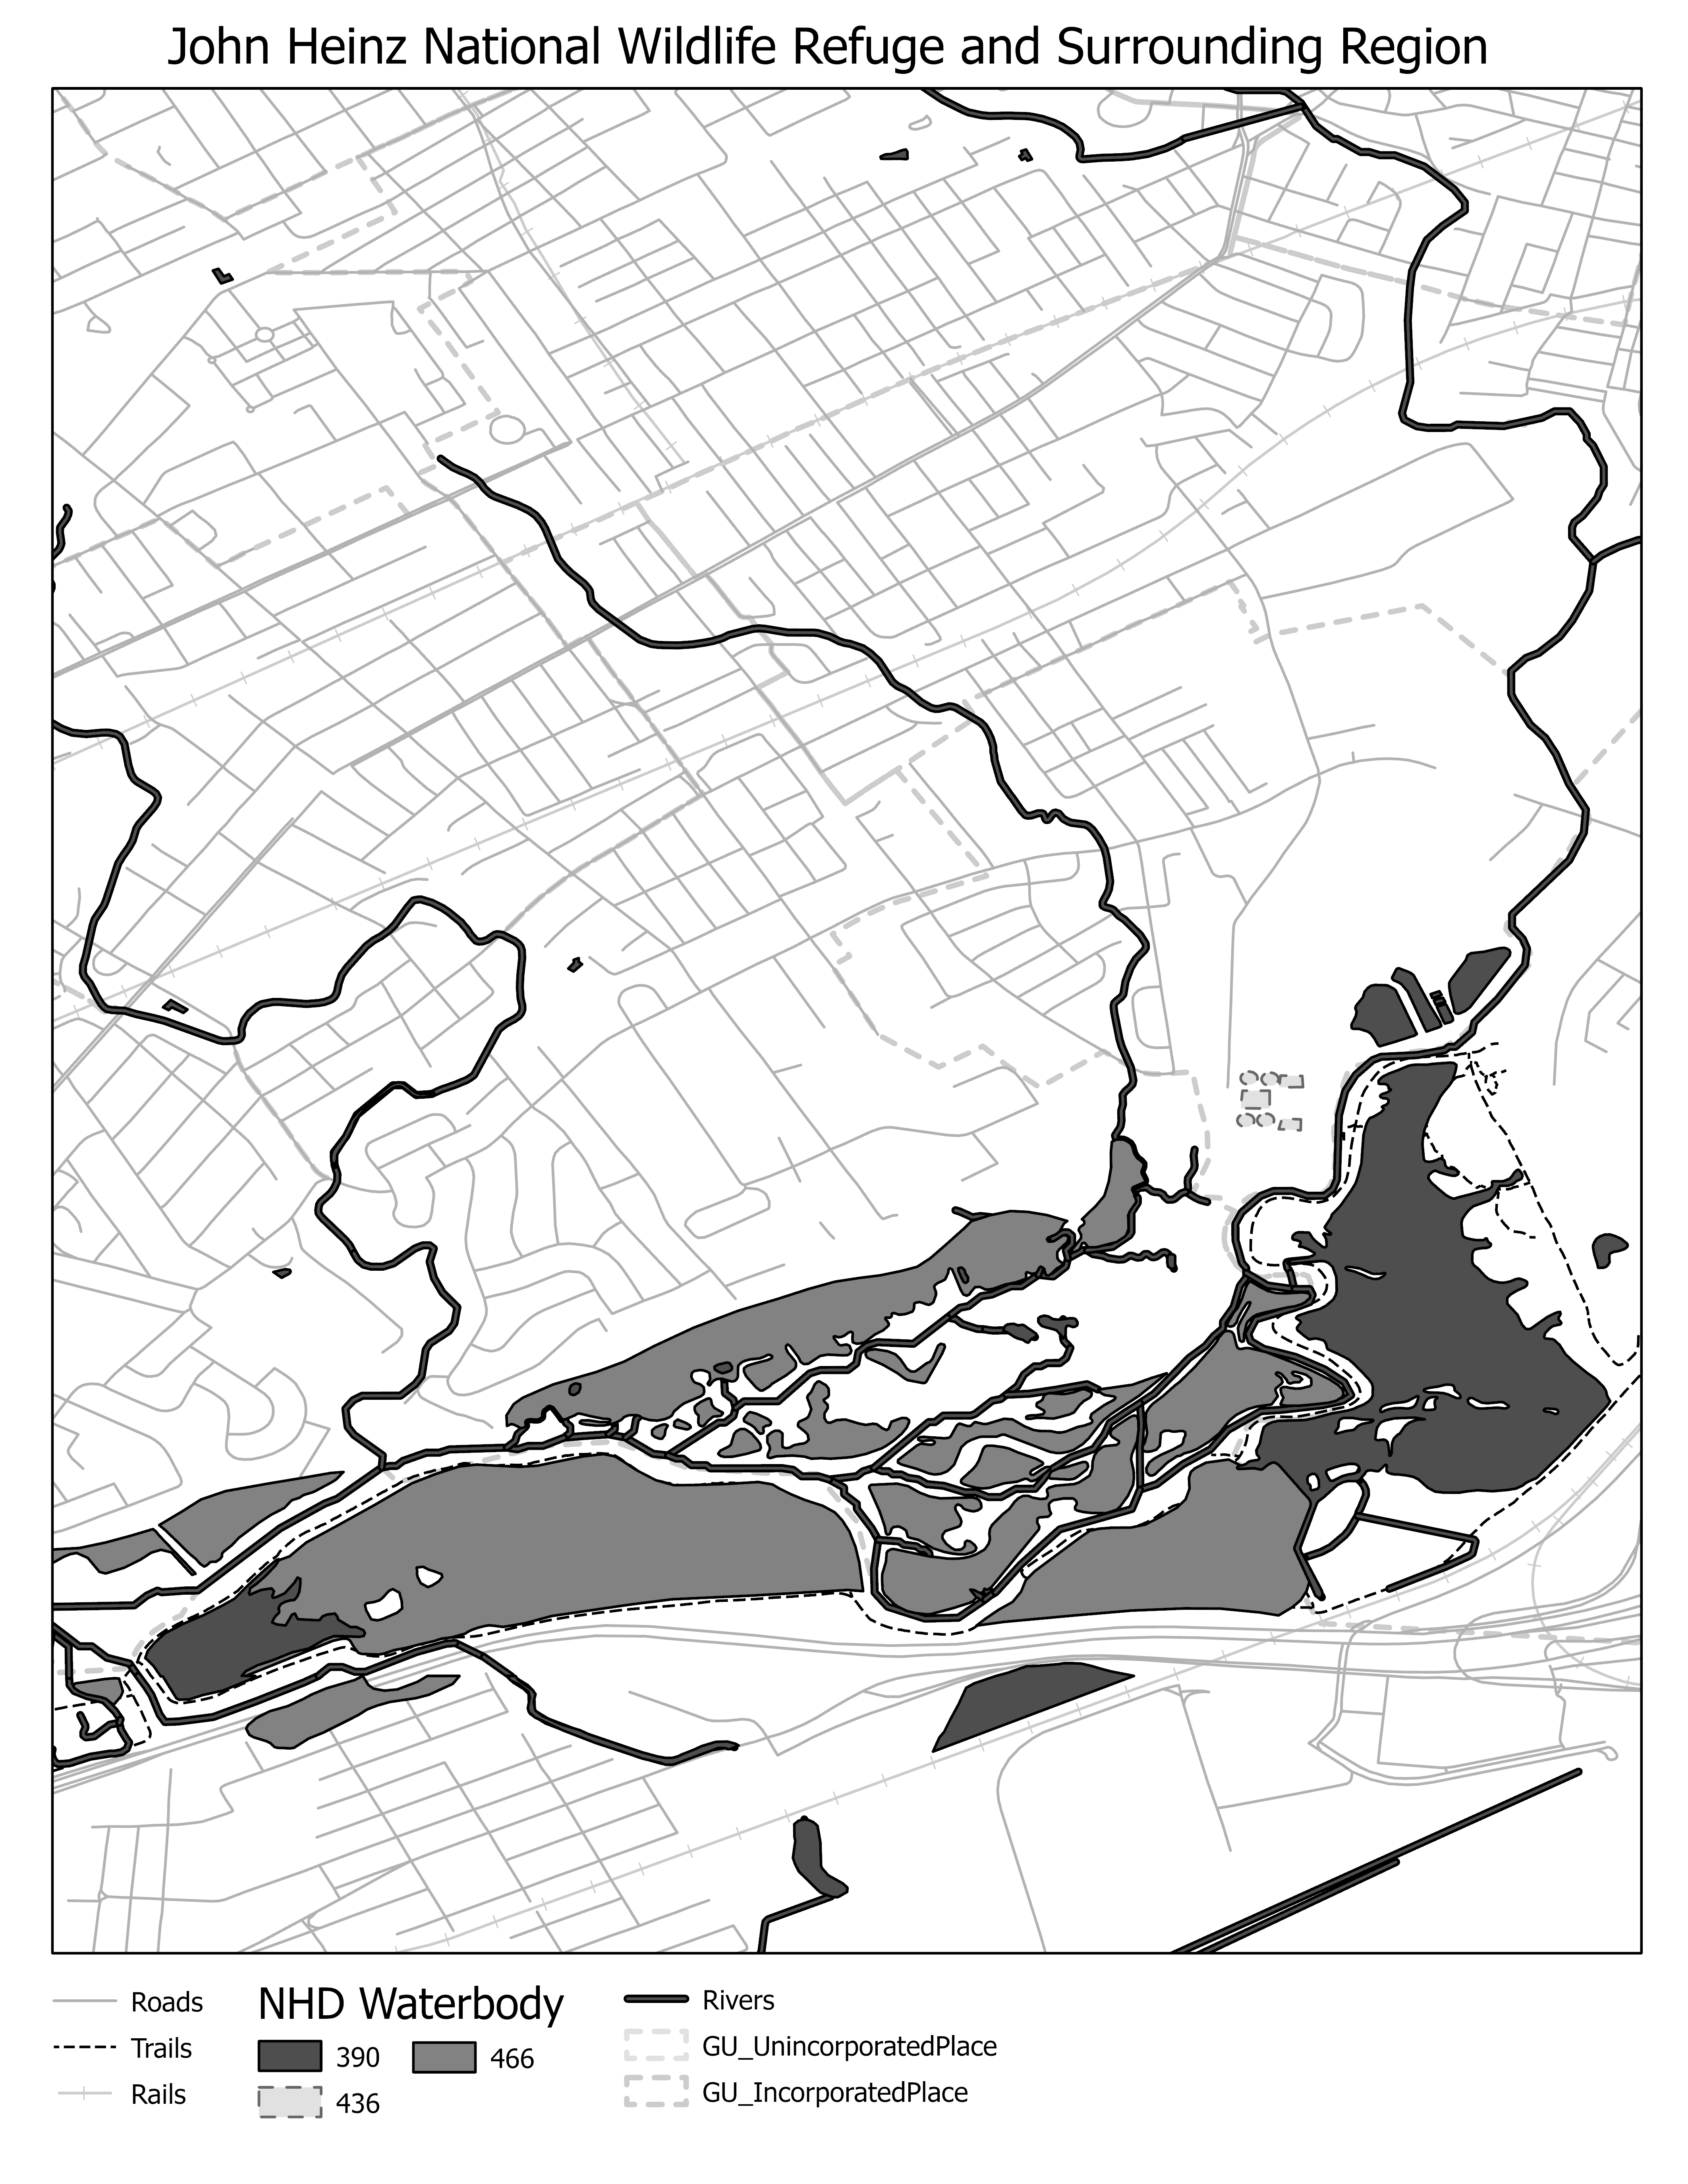 John Heinz National Wildlife Refuge and Surrounding Region
Roads
Trails
Rails
NHD Waterbody
390
466
436
Rivers
GU_UnincorporatedPlace
GU_IncorporatedPlace